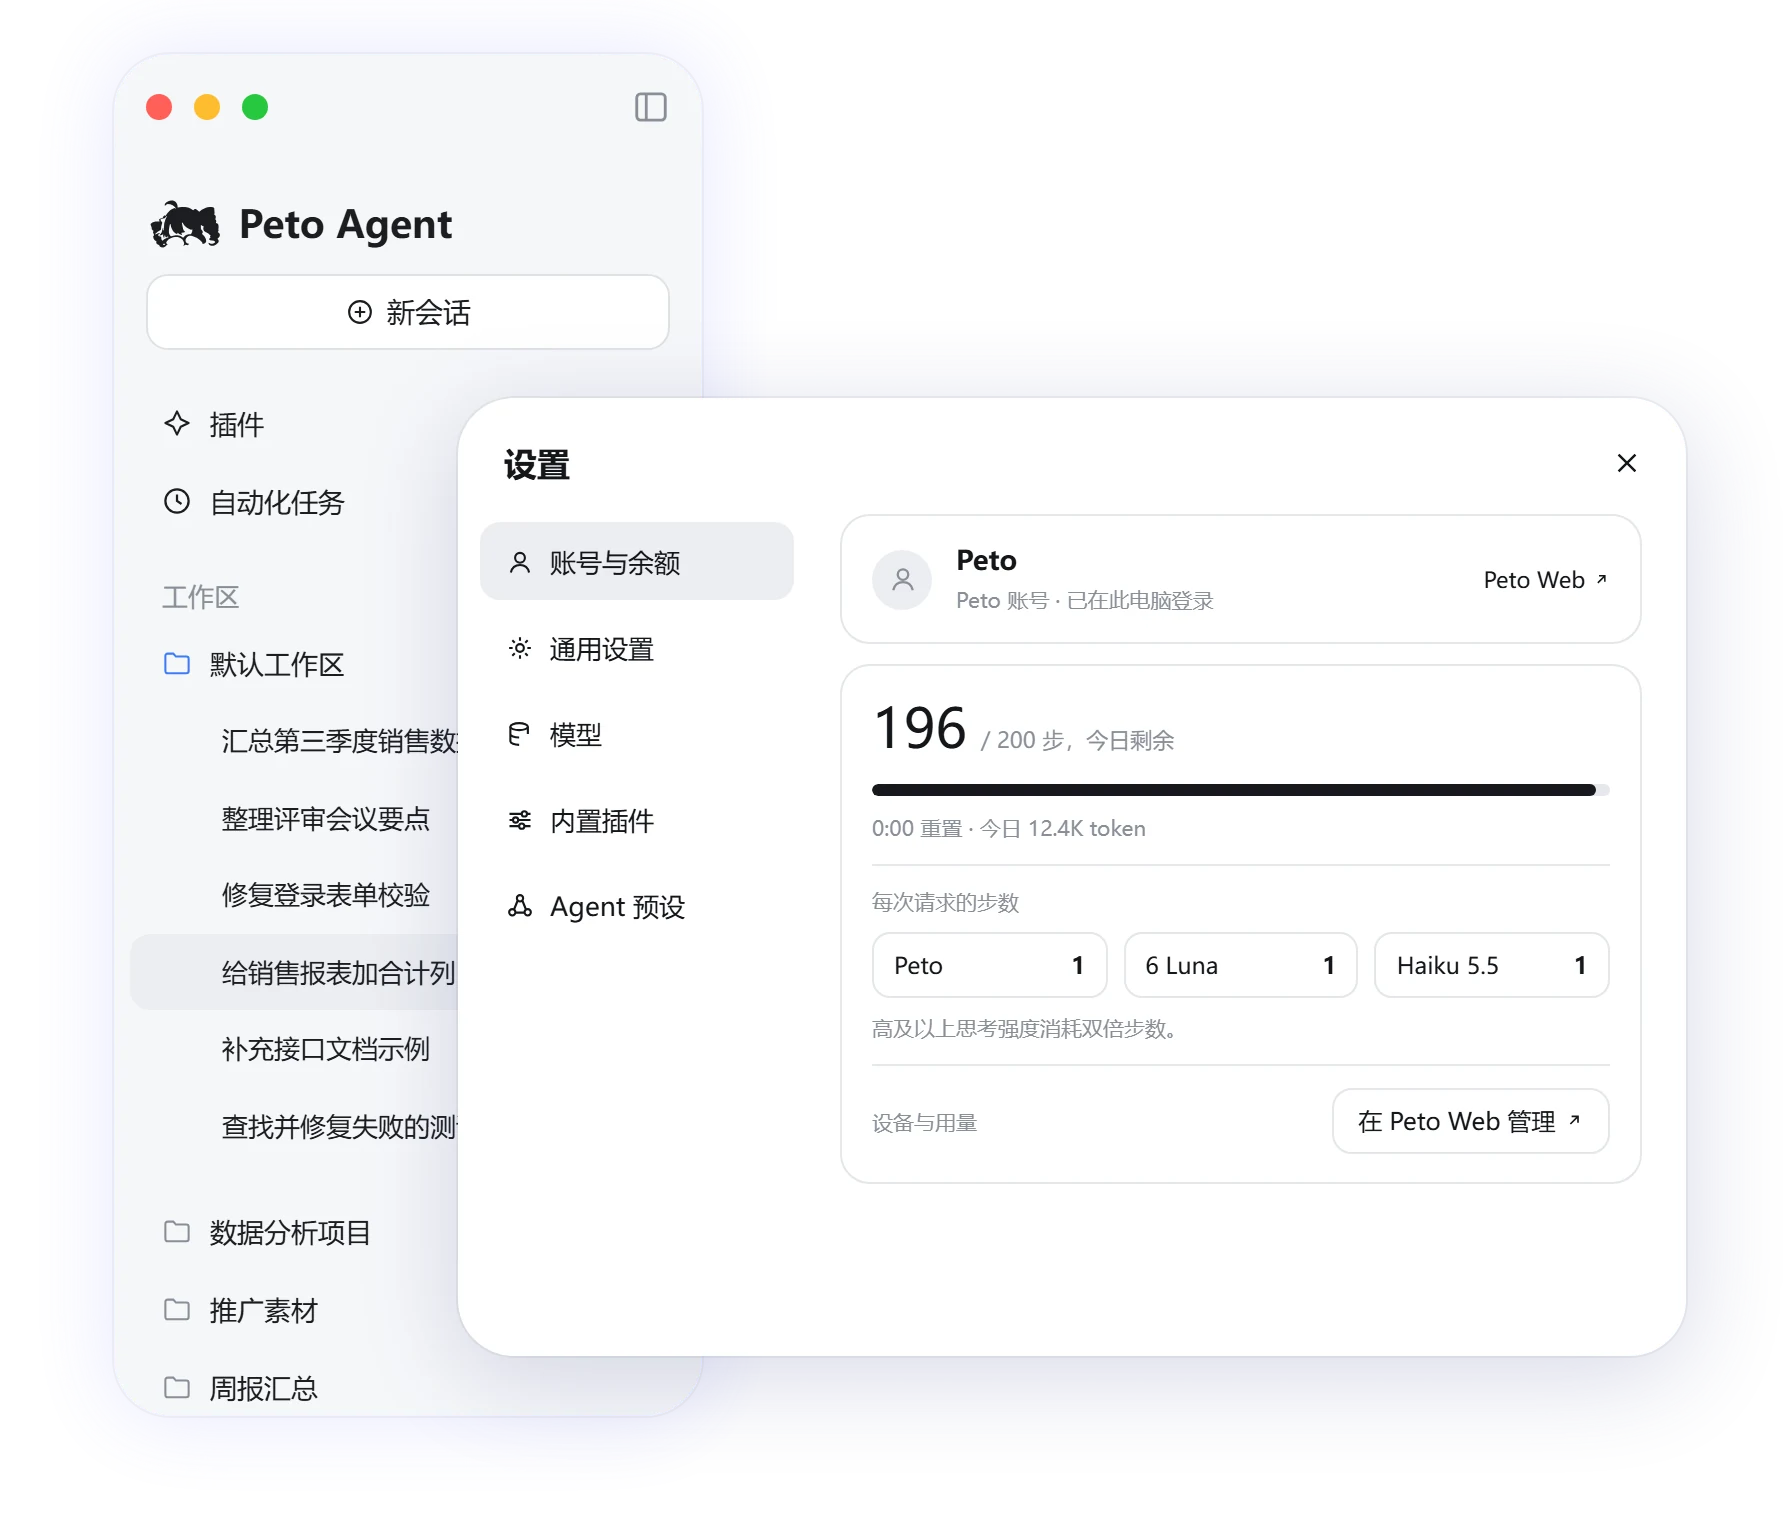 Peto Agent
新会话
插件
自动化任务
工作区
默认工作区
汇总第三季度销售数
整理评审会议要点
修复登录表单校验
给销售报表加合计列
补充接口文档示例
查找并修复失败的测
数据分析项目
推广素材
周报汇总
设置
账号与余额
通用设置
模型
内置插件
Agent 预设
Peto
Peto 账号 · 已在此电脑登录
Peto Web ↗
196 / 200 步，今日剩余
0:00 重置 · 今日 12.4K token
每次请求的步数
Peto 1
6 Luna 1
Haiku 5.5 1
高及以上思考强度消耗双倍步数。
设备与用量
在 Peto Web 管理 ↗